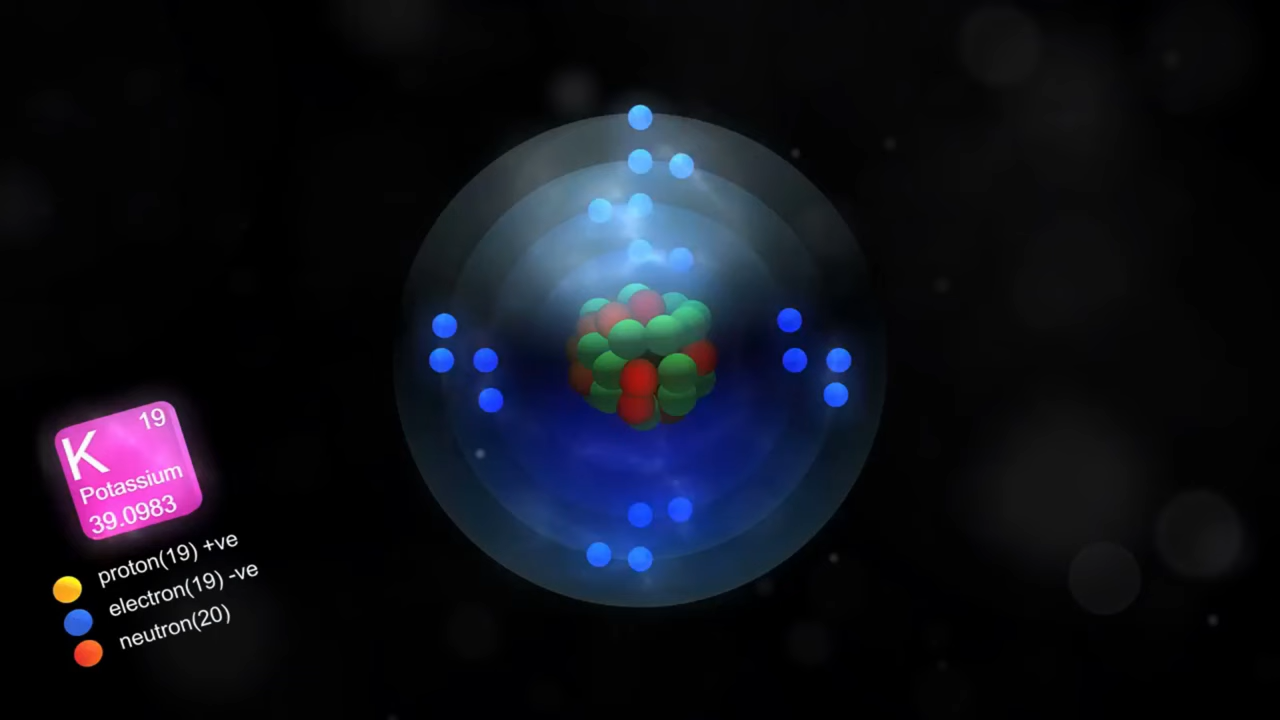 19
K
Potassium
39.0983
proton(19) +ve
electron(19) -ve
neutron(20)